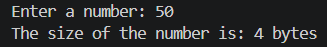 Enter a number: 50
The size of the number is: 4 bytes